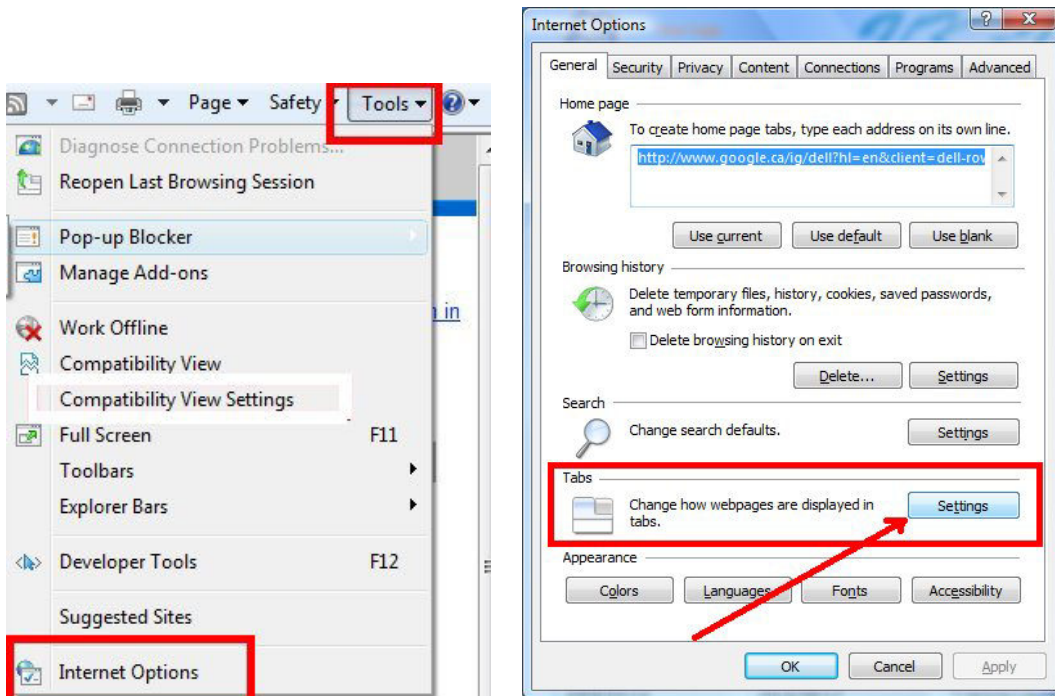 Page
Safety
Tools
Diagnose Connection Problems...
Reopen Last Browsing Session
Pop-up Blocker
Manage Add-ons
Work Offline
Compatibility View
Compatibility View Settings
Full Screen F11
Toolbars
Explorer Bars
Developer Tools F12
Suggested Sites
Internet Options
in
Internet Options
General Security Privacy Content Connections Programs Advanced
Home page
To create home page tabs, type each address on its own line.
http://www.google.ca/ig/dell?hl=en&client=dell-row
Use current Use default Use blank
Browsing history
Delete temporary files, history, cookies, saved passwords,
and web form information.
Delete browsing history on exit
Delete... Settings
Search
Change search defaults.
Settings
Tabs
Change how webpages are displayed in
tabs.
Settings
Appearance
Colors Languages Fonts Accessibility
OK Cancel Apply